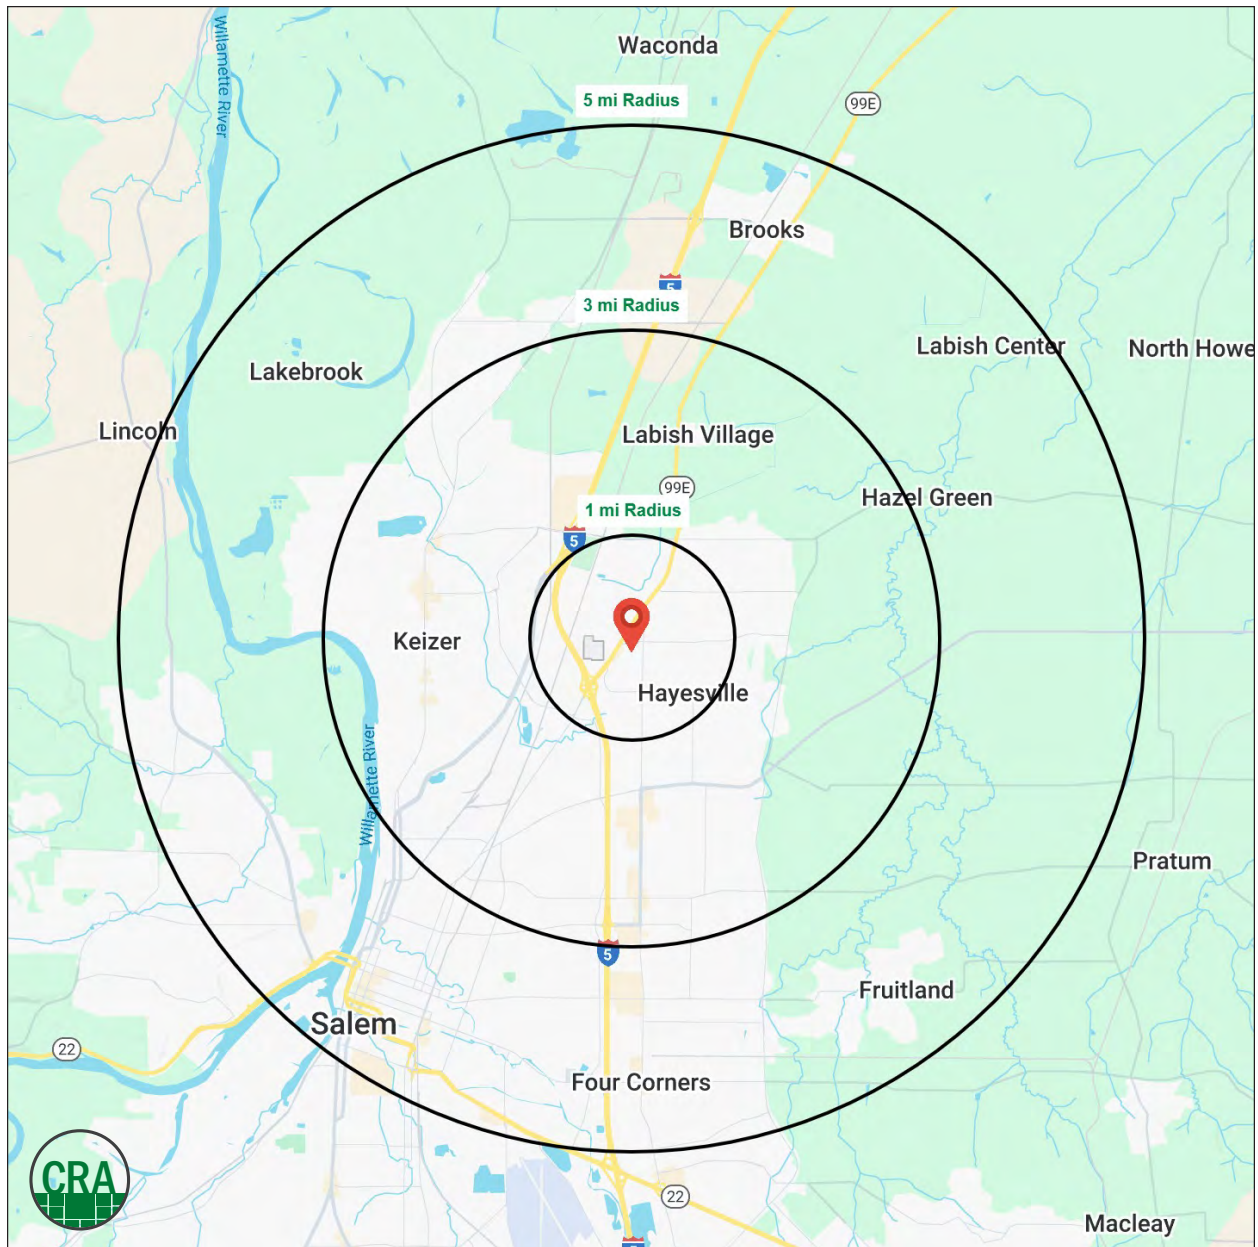 Waconda
Willamette River
5 mi Radius
99E
Brooks
5
3 mi Radius
Labish Center
North Howe
Lakebrook
Lincoln
Labish Village
99E
Hazel Green
1 mi Radius
5
Keizer
Hayesville
Willamette River
Pratum
5
Fruitland
Salem
22
Four Corners
CRA
22
Macleay